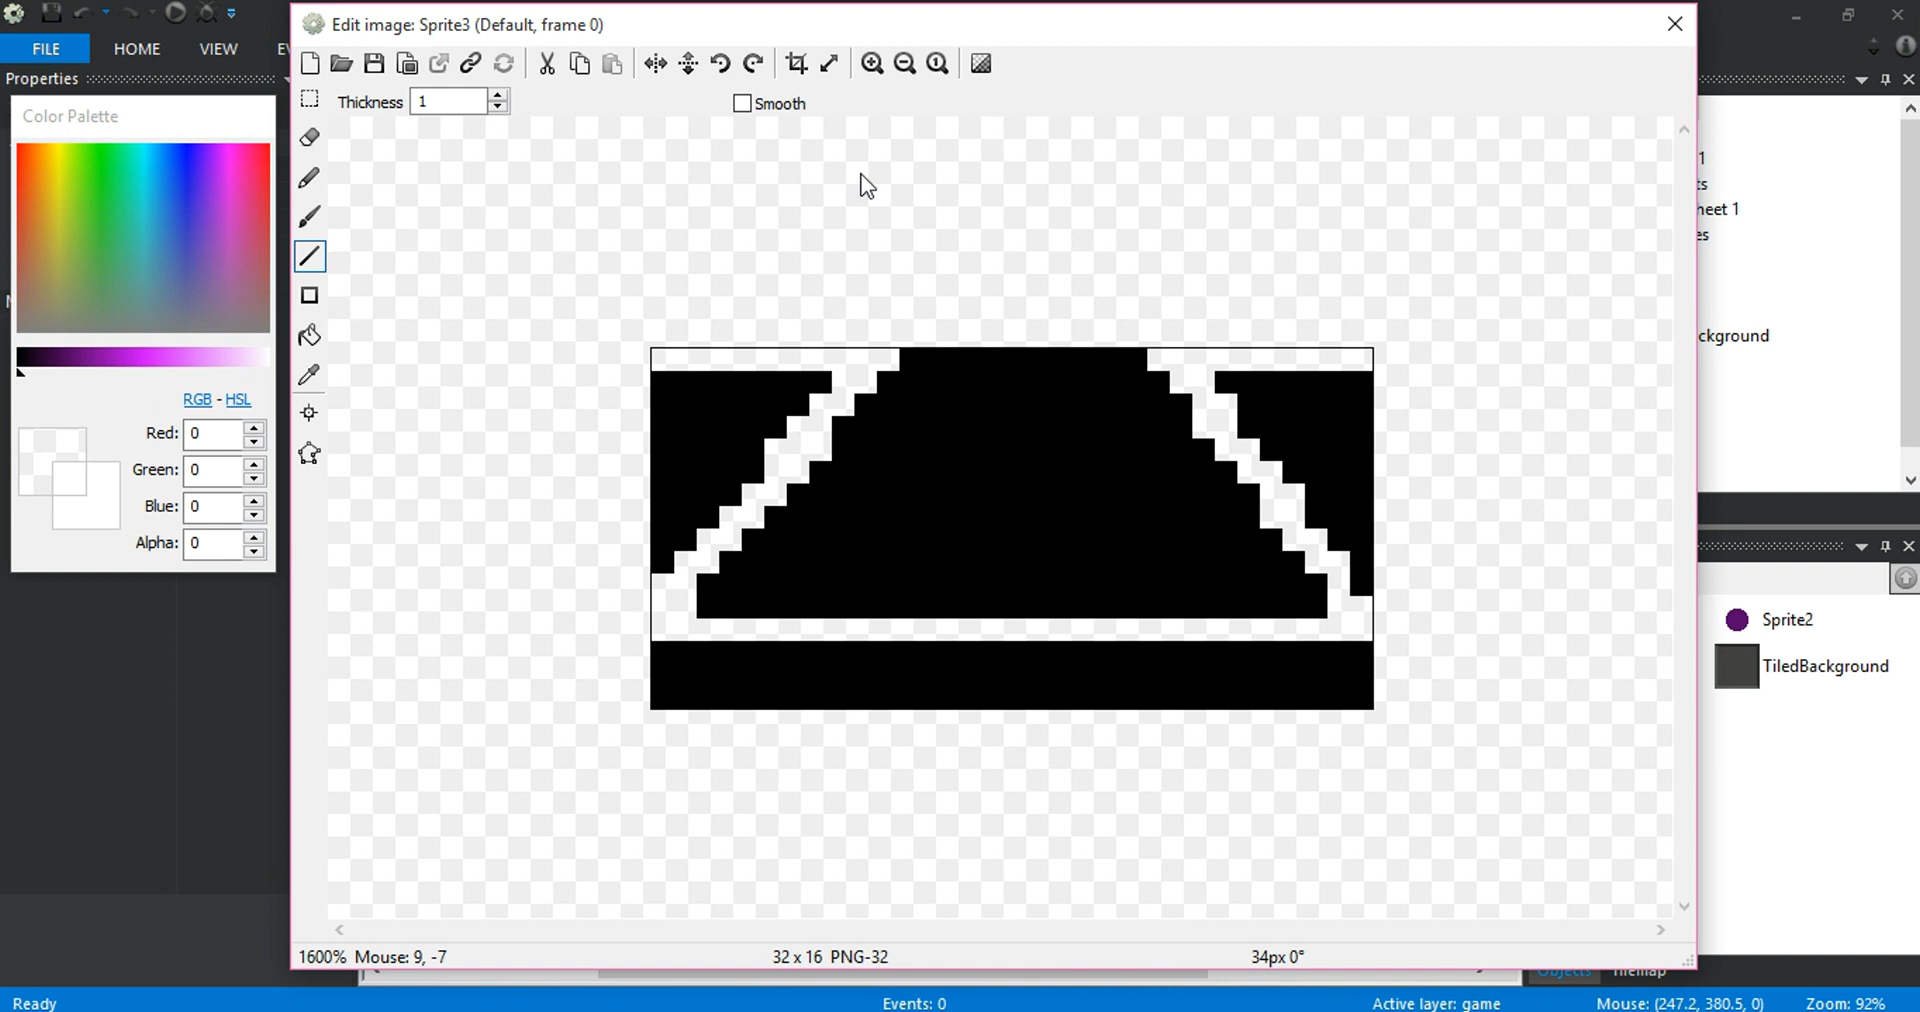 Edit image: Sprite3 (Default, frame 0)
FILE
HOME
VIEW
Properties
Thickness 1
Smooth
Color Palette
1
heet 1
ckground
RGB - HSL
Red: 0
Green: 0
Blue: 0
Alpha: 0
Sprite2
TiledBackground
1600% Mouse: 9, -7
32 x 16 PNG-32
34px 0°
Objects
Tilemap
Ready
Events: 0
Active layer: game
Mouse: (247.2, 380.5, 0)
Zoom: 92%